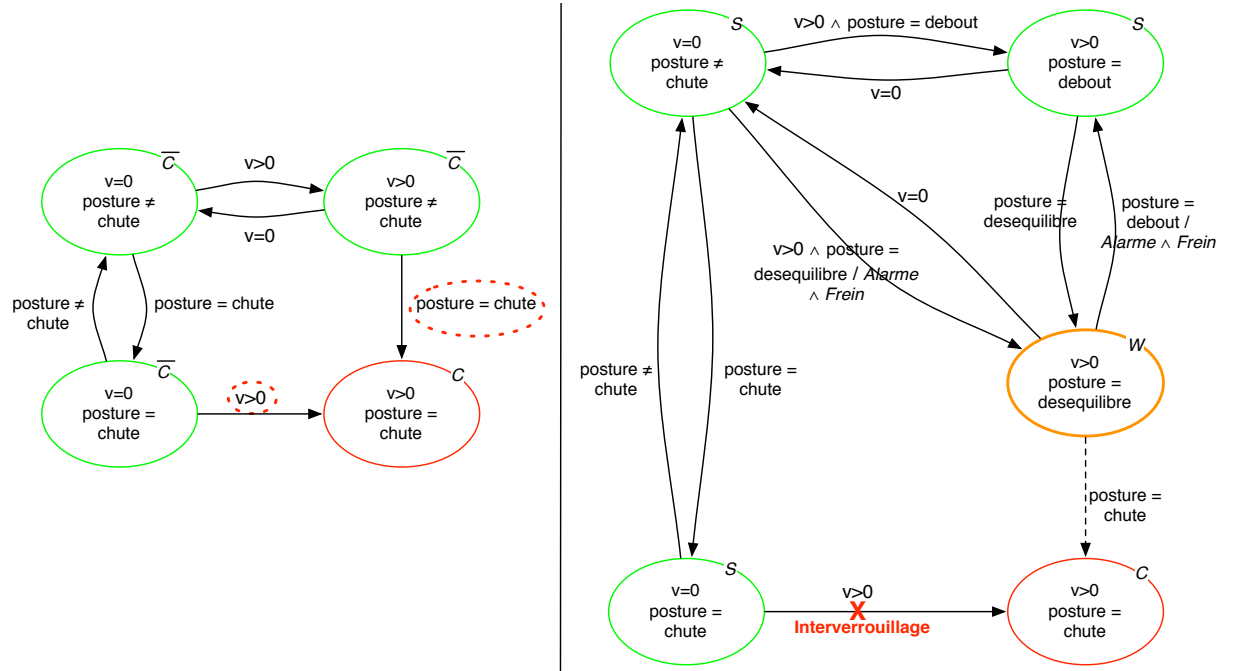 C
v=0
posture ≠
chute
v>0
v=0
C
v>0
posture ≠
chute
posture ≠
chute
posture = chute
posture = chute
C
v=0
posture =
chute
v>0
C
v>0
posture =
chute
S
v=0
posture ≠
chute
v>0 ∧ posture = debout
v=0
S
v>0
posture =
debout
v=0
v>0 ∧ posture =
desequilibre / Alarme
∧ Frein
posture =
desequilibre
posture =
debout /
Alarme ∧ Frein
posture ≠
chute
posture =
chute
W
v>0
posture =
desequilibre
posture =
chute
S
v=0
posture =
chute
v>0
X
Interverrouillage
C
v>0
posture =
chute